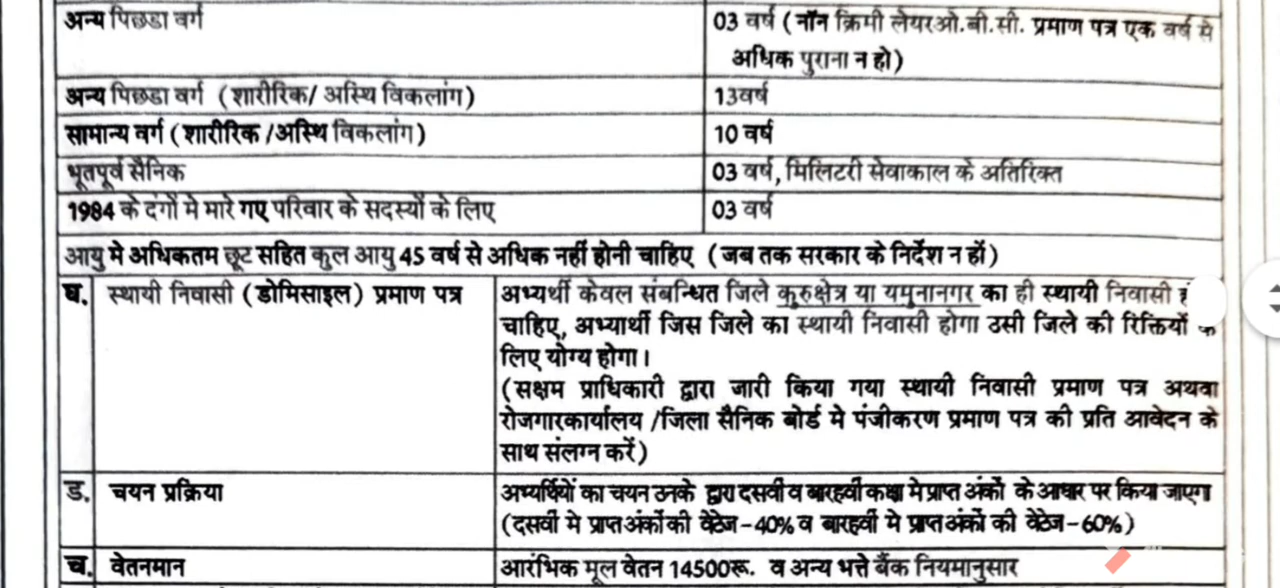 अन्य पिछडा वर्ग
03 वर्ष ( नॉन क्रिमी लेयरओ.बी.सी. प्रमाण पत्र एक वर्ष से
अधिक पुराना न हो )
अन्य पिछडा वर्ग ( शारीरिक/ अस्थि विकलांग )
13वर्ष
सामान्य वर्ग ( शारीरिक /अस्थि विकलांग )
10 वर्ष
भूतपूर्व सैनिक
03 वर्ष, मिलिटरी सेवाकाल के अतिरिक्त
1984 के दंगों मे मारे गए परिवार के सदस्यों के लिए
03 वर्ष
आयु मे अधिकतम छूट सहित कुल आयु 45 वर्ष से अधिक नहीं होनी चाहिए ( जब तक सरकार के निर्देश न हों )
घ. स्थायी निवासी ( डोमिसाइल ) प्रमाण पत्र
अभ्यर्थी केवल संबन्धित जिले कुरुक्षेत्र या यमुनानगर का ही स्थायी निवासी
चाहिए, अभ्यार्थी जिस जिले का स्थायी निवासी होगा उसी जिले की रिक्तियों
लिए योग्य होगा ।
( सक्षम प्राधिकारी द्वारा जारी किया गया स्थायी निवासी प्रमाण पत्र अथवा
रोजगारकार्यालय /जिला सैनिक बोर्ड मे पंजीकरण प्रमाण पत्र की प्रति आवेदन के
साथ संलग्न करें )
ड. चयन प्रक्रिया
अभ्यर्थियों का चयन उनके द्वारा दसवीं व बारहवीं कक्षा मे प्राप्त अंकों के आधार पर किया जाएगा
( दसवीं मे प्राप्त अंकों की वेटेज - 40% व बारहवीं मे प्राप्त अंकों की वेटेज - 60% )
च. वेतनमान
आरंभिक मूल वेतन 14500रू. व अन्य भत्ते बैंक नियमानुसार